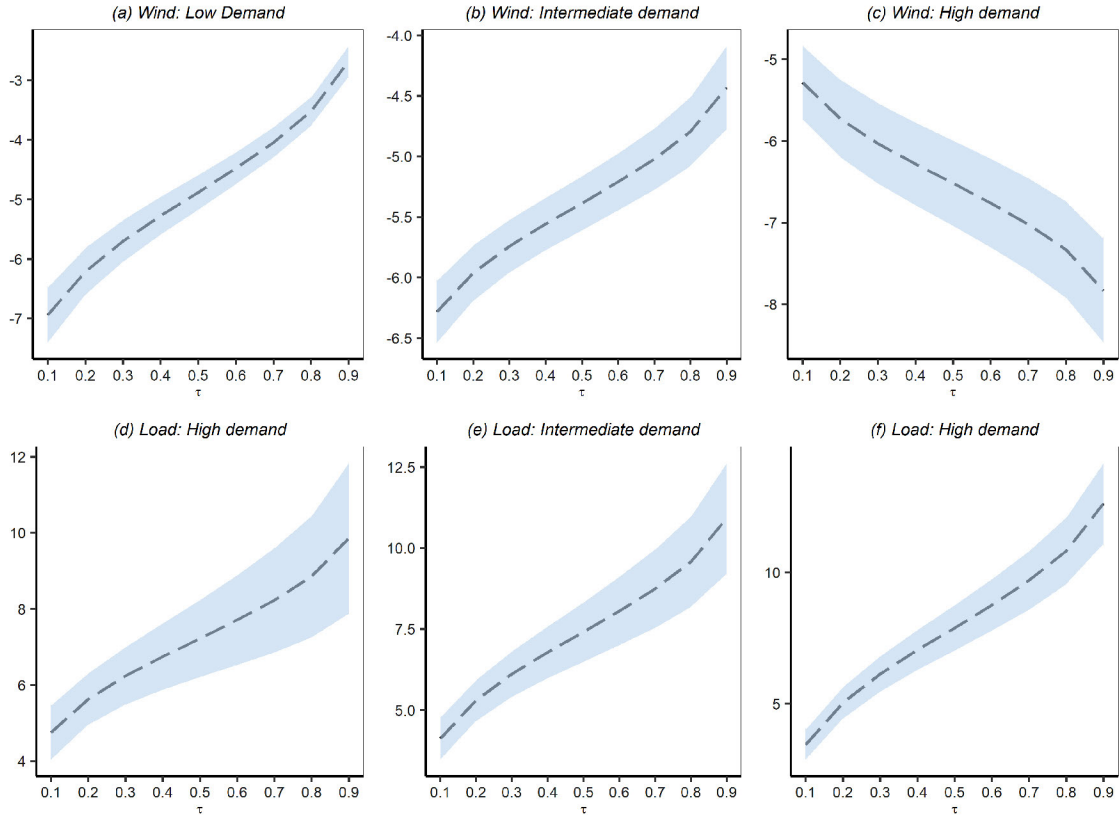 (a) Wind: Low Demand
(b) Wind: Intermediate demand
(c) Wind: High demand
-3
-4
-5
-6
-7
0.1 0.2 0.3 0.4 0.5 0.6 0.7 0.8 0.9
τ
-4.0
-4.5
-5.0
-5.5
-6.0
-6.5
0.1 0.2 0.3 0.4 0.5 0.6 0.7 0.8 0.9
τ
-5
-6
-7
-8
0.1 0.2 0.3 0.4 0.5 0.6 0.7 0.8 0.9
τ
(d) Load: High demand
(e) Load: Intermediate demand
(f) Load: High demand
12
10
8
6
4
0.1 0.2 0.3 0.4 0.5 0.6 0.7 0.8 0.9
τ
12.5
10.0
7.5
5.0
0.1 0.2 0.3 0.4 0.5 0.6 0.7 0.8 0.9
τ
10
5
0.1 0.2 0.3 0.4 0.5 0.6 0.7 0.8 0.9
τ